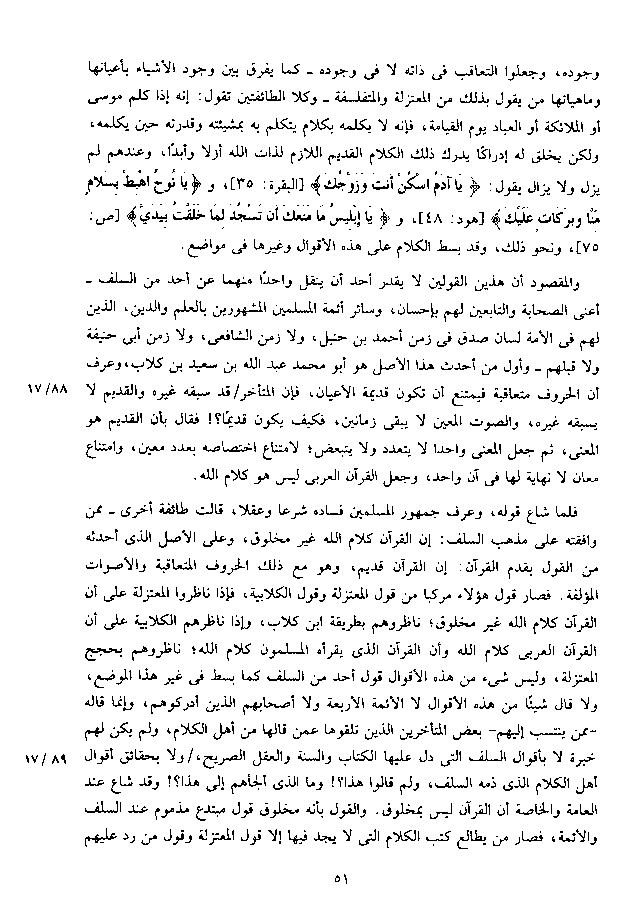 وجوده، وجعلوا التعاقب فى ذاته لا فى وجوده ـ كما يفرق بين وجود الأشياء بأعيانها
وماهياتها من يقول بذلك من المعتزلة والمتفلسفة ـ وكلا الطائفتين تقول: إنه إذا كلم موسى
أو الملائكة أو العباد يوم القيامة، فإنه لا يكلمه بكلام يتكلم به بمشيئته وقدرته حين يكلمه،
ولكن يخلق له إدراكًا يدرك ذلك الكلام القديم اللازم لذات الله أزلا وأبدًا، وعندهم لم
يزل ولا يزال يقول: ﴿ يَا آدَمُ اسْكُنْ أَنتَ وَزَوْجُكَ ﴾ [البقرة: ٣٥]، و ﴿ يَا نُوحُ اهْبِطْ بِسَلامٍ
مِّنَّا وَبَرَكَاتٍ عَلَيْكَ ﴾ [هود: ٤٨]، و ﴿ يَا إِبْلِيسُ مَا مَنَعَكَ أَن تَسْجُدَ لِمَا خَلَقْتُ بِيَدَيَّ ﴾ [ص:
٧٥]، ونحو ذلك، وقد بسط الكلام على هذه الأقوال وغيرها فى مواضع.
والمقصود أن هذين القولين لا يقدر أحد أن ينقل واحدًا منهما عن أحد من السلف ـ
أعنى الصحابة والتابعين لهم بإحسان، وسائر أئمة المسلمين المشهورين بالعلم والدين، الذين
لهم فى الأمة لسان صدق فى زمن أحمد بن حنبل، ولا زمن الشافعى، ولا زمن أبي حنيفة
ولا قبلهم ـ وأول من أحدث هذا الأصل هو أبو محمد عبد الله بن سعيد بن كلاب، وعرف
أن الحروف متعاقبة فيمتنع أن تكون قديمة الأعيان، فإن المتأخر/قد سبقه غيره والقديم لا
١٧/٨٨
يسبقه غيره، والصوت المعين لا يبقى زمانين، فكيف يكون قديمًا؟! فقال بأن القديم هو
المعنى، ثم جعل المعنى واحدا لا يتعدد ولا يتبعض؛ لامتناع اختصاصه بعدد معين، وامتناع
معان لا نهاية لها فى آن واحد، وجعل القرآن العربى ليس هو كلام الله.
فلما شاع قوله، وعرف جمهور المسلمين فساده شرعا وعقلا، قالت طائفة أخرى ـ ممن
وافقته على مذهب السلف: إن القرآن كلام الله غير مخلوق، وعلى الأصل الذى أحدثه
من القول بقدم القرآن: إن القرآن قديم، وهو مع ذلك الحروف المتعاقبة والأصوات
المؤلفة. فصار قول هؤلاء مركبا من قول المعتزلة وقول الكلابية، فإذا ناظروا المعتزلة على أن
القرآن كلام الله غير مخلوق؛ ناظروهم بطريقة ابن كلاب، وإذا ناظرهم الكلابية على أن
القرآن العربى كلام الله وأن القرآن الذى يقرأه المسلمون كلام الله؛ ناظروهم بحجج
المعتزلة، وليس شىء من هذه الأقوال قول أحد من السلف كما بسط فى غير هذا الموضع،
ولا قال شيئًا من هذه الأقوال لا الأئمة الأربعة ولا أصحابهم الذين أدركوهم، وإنما قاله
-ممن ينتسب إليهم- بعض المتأخرين الذين تلقوها عمن قالها من أهل الكلام، ولم يكن لهم
خبرة لا بأقوال السلف التى دل عليها الكتاب والسنة والعقل الصريح،/ولا بحقائق أقوال
١٧/٨٩
أهل الكلام الذى ذمه السلف، ولم قالوا هذا؟! وما الذى ألجأهم إلى هذا؟! وقد شاع عند
العامة والخاصة أن القرآن ليس بمخلوق. والقول بأنه مخلوق قول مبتدع مذموم عند السلف
والأئمة، فصار من يطالع كتب الكلام التى لا يجد فيها إلا قول المعتزلة وقول من رد عليهم
٥١